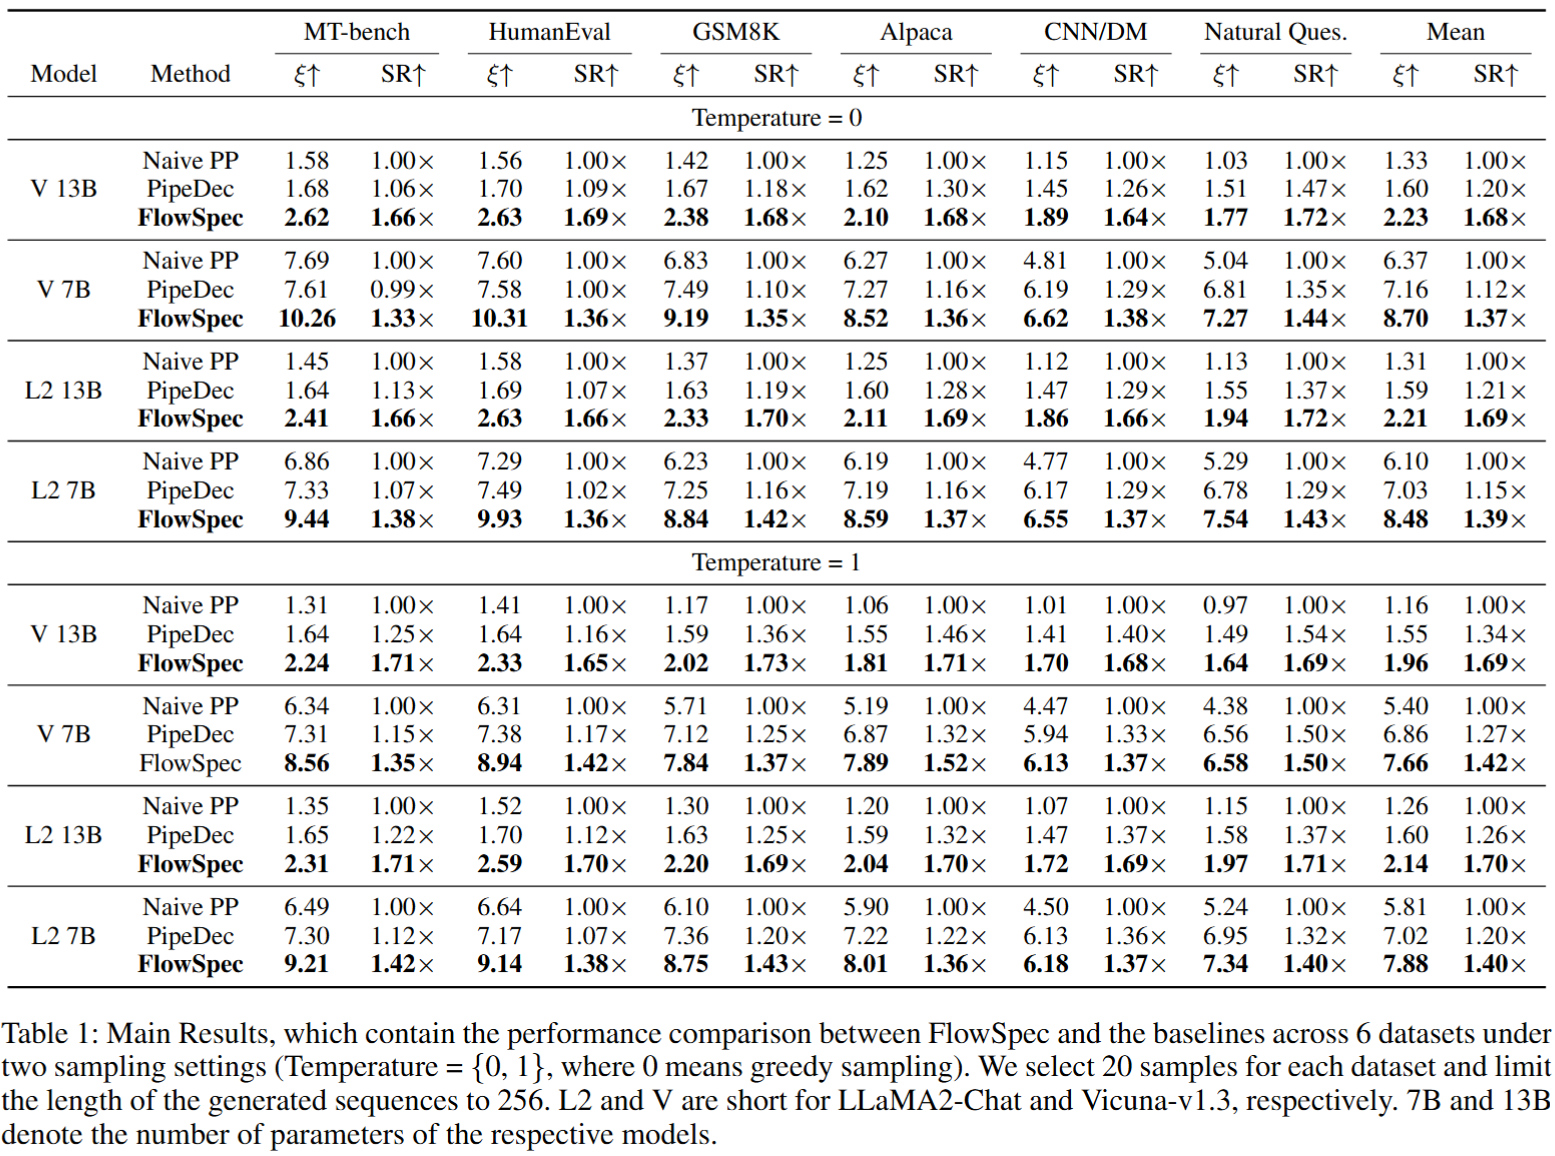 MT-bench HumanEval GSM8K Alpaca CNN/DM Natural Ques. Mean
Model Method ξ↑ SR↑ ξ↑ SR↑ ξ↑ SR↑ ξ↑ SR↑ ξ↑ SR↑ ξ↑ SR↑ ξ↑ SR↑
Temperature = 0
Naive PP 1.58 1.00× 1.56 1.00× 1.42 1.00× 1.25 1.00× 1.15 1.00× 1.03 1.00× 1.33 1.00×
V 13B PipeDec 1.68 1.06× 1.70 1.09× 1.67 1.18× 1.62 1.30× 1.45 1.26× 1.51 1.47× 1.60 1.20×
FlowSpec 2.62 1.66× 2.63 1.69× 2.38 1.68× 2.10 1.68× 1.89 1.64× 1.77 1.72× 2.23 1.68×
Naive PP 7.69 1.00× 7.60 1.00× 6.83 1.00× 6.27 1.00× 4.81 1.00× 5.04 1.00× 6.37 1.00×
V 7B PipeDec 7.61 0.99× 7.58 1.00× 7.49 1.10× 7.27 1.16× 6.19 1.29× 6.81 1.35× 7.16 1.12×
FlowSpec 10.26 1.33× 10.31 1.36× 9.19 1.35× 8.52 1.36× 6.62 1.38× 7.27 1.44× 8.70 1.37×
Naive PP 1.45 1.00× 1.58 1.00× 1.37 1.00× 1.25 1.00× 1.12 1.00× 1.13 1.00× 1.31 1.00×
L2 13B PipeDec 1.64 1.13× 1.69 1.07× 1.63 1.19× 1.60 1.28× 1.47 1.29× 1.55 1.37× 1.59 1.21×
FlowSpec 2.41 1.66× 2.63 1.66× 2.33 1.70× 2.11 1.69× 1.86 1.66× 1.94 1.72× 2.21 1.69×
Naive PP 6.86 1.00× 7.29 1.00× 6.23 1.00× 6.19 1.00× 4.77 1.00× 5.29 1.00× 6.10 1.00×
L2 7B PipeDec 7.33 1.07× 7.49 1.02× 7.25 1.16× 7.19 1.16× 6.17 1.29× 6.78 1.29× 7.03 1.15×
FlowSpec 9.44 1.38× 9.93 1.36× 8.84 1.42× 8.59 1.37× 6.55 1.37× 7.54 1.43× 8.48 1.39×
Temperature = 1
Naive PP 1.31 1.00× 1.41 1.00× 1.17 1.00× 1.06 1.00× 1.01 1.00× 0.97 1.00× 1.16 1.00×
V 13B PipeDec 1.64 1.25× 1.64 1.16× 1.59 1.36× 1.55 1.46× 1.41 1.40× 1.49 1.54× 1.55 1.34×
FlowSpec 2.24 1.71× 2.33 1.65× 2.02 1.73× 1.81 1.71× 1.70 1.68× 1.64 1.69× 1.96 1.69×
Naive PP 6.34 1.00× 6.31 1.00× 5.71 1.00× 5.19 1.00× 4.47 1.00× 4.38 1.00× 5.40 1.00×
V 7B PipeDec 7.31 1.15× 7.38 1.17× 7.12 1.25× 6.87 1.32× 5.94 1.33× 6.56 1.50× 6.86 1.27×
FlowSpec 8.56 1.35× 8.94 1.42× 7.84 1.37× 7.89 1.52× 6.13 1.37× 6.58 1.50× 7.66 1.42×
Naive PP 1.35 1.00× 1.52 1.00× 1.30 1.00× 1.20 1.00× 1.07 1.00× 1.15 1.00× 1.26 1.00×
L2 13B PipeDec 1.65 1.22× 1.70 1.12× 1.63 1.25× 1.59 1.32× 1.47 1.37× 1.58 1.37× 1.60 1.26×
FlowSpec 2.31 1.71× 2.59 1.70× 2.20 1.69× 2.04 1.70× 1.72 1.69× 1.97 1.71× 2.14 1.70×
Naive PP 6.49 1.00× 6.64 1.00× 6.10 1.00× 5.90 1.00× 4.50 1.00× 5.24 1.00× 5.81 1.00×
L2 7B PipeDec 7.30 1.12× 7.17 1.07× 7.36 1.20× 7.22 1.22× 6.13 1.36× 6.95 1.32× 7.02 1.20×
FlowSpec 9.21 1.42× 9.14 1.38× 8.75 1.43× 8.01 1.36× 6.18 1.37× 7.34 1.40× 7.88 1.40×
Table 1: Main Results, which contain the performance comparison between FlowSpec and the baselines across 6 datasets under
two sampling settings (Temperature = {0, 1}, where 0 means greedy sampling). We select 20 samples for each dataset and limit
the length of the generated sequences to 256. L2 and V are short for LLaMA2-Chat and Vicuna-v1.3, respectively. 7B and 13B
denote the number of parameters of the respective models.